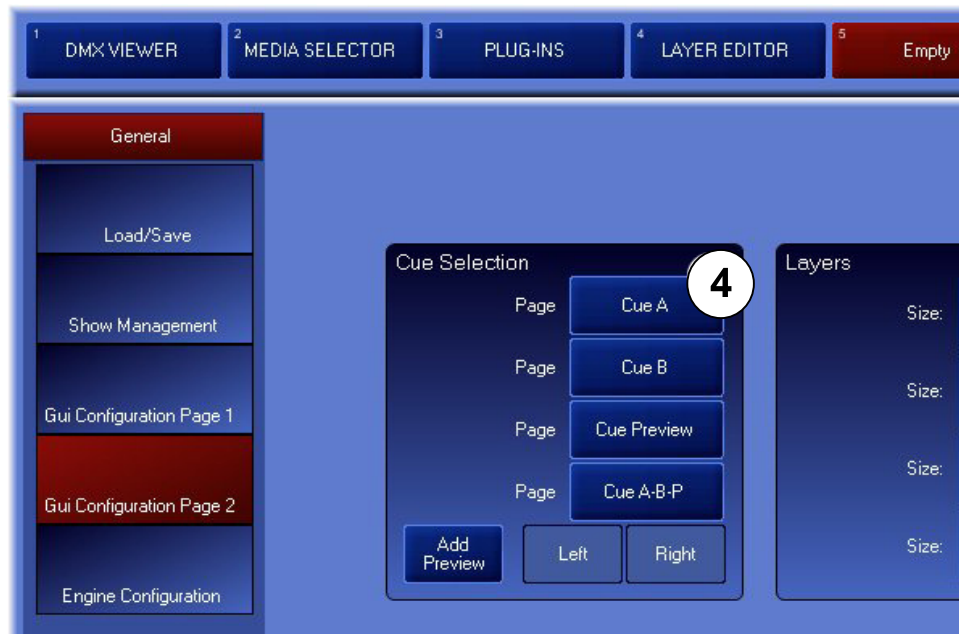 1 DMX VIEWER
2 MEDIA SELECTOR
3 PLUG-INS
4 LAYER EDITOR
5 Empty
General
Load/Save
Show Management
Gui Configuration Page 1
Gui Configuration Page 2
Engine Configuration
Cue Selection
4
Page Cue A
Page Cue B
Page Cue Preview
Page Cue A-B-P
Add
Preview
Left
Right
Layers
Size:
Size:
Size:
Size: